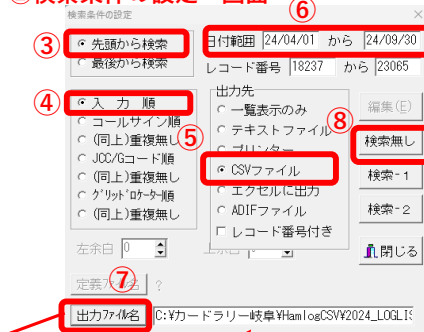 検索条件の設定 画面
⑥
検索条件の設定
③
先頭から検索
最後から検索
日付範囲 24/04/01 から 24/09/30
レコード番号 18237 から 23065
④
入 力 順
コールサイン順
(同上)重複無し
JCC/Gコード順
(同上)重複無し
グリッドロケーター順
(同上)重複無し
⑤
出力先
一覧表示のみ
テキストファイル
プリンター
CSVファイル
エクセルに出力
ADIFファイル
レコード番号付き
⑧
編集(E)
検索無し
検索-1
検索-2
閉じる
左余白 0
上余白
⑦
定義ファイル名 ?
出力ファイル名 C:¥カードラリー岐阜¥HamlogCSV¥2024_LOGLIS